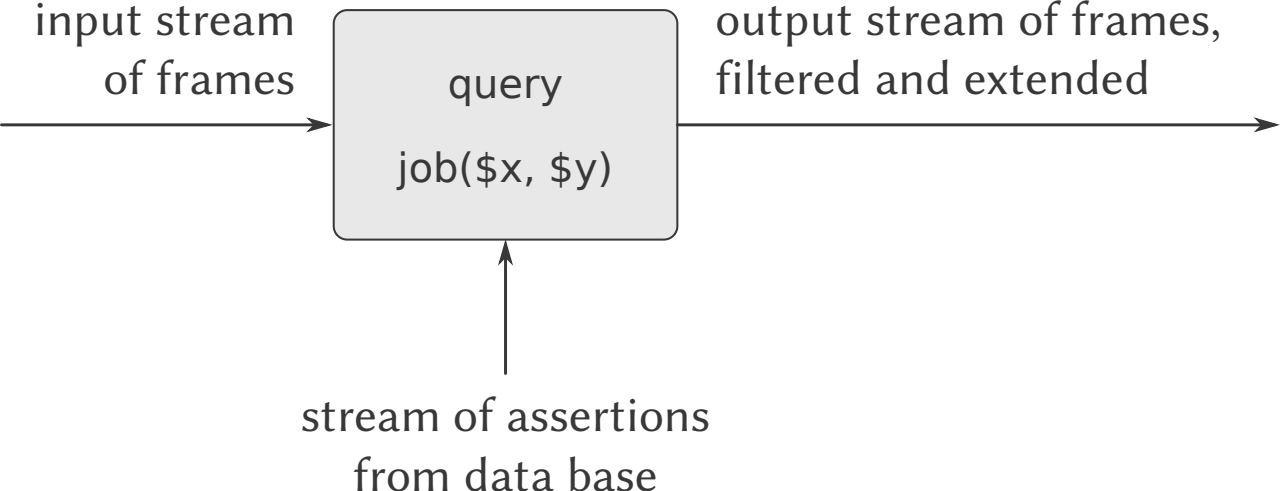 input stream
of frames
query
job($x, $y)
output stream of frames,
filtered and extended
stream of assertions
from data base